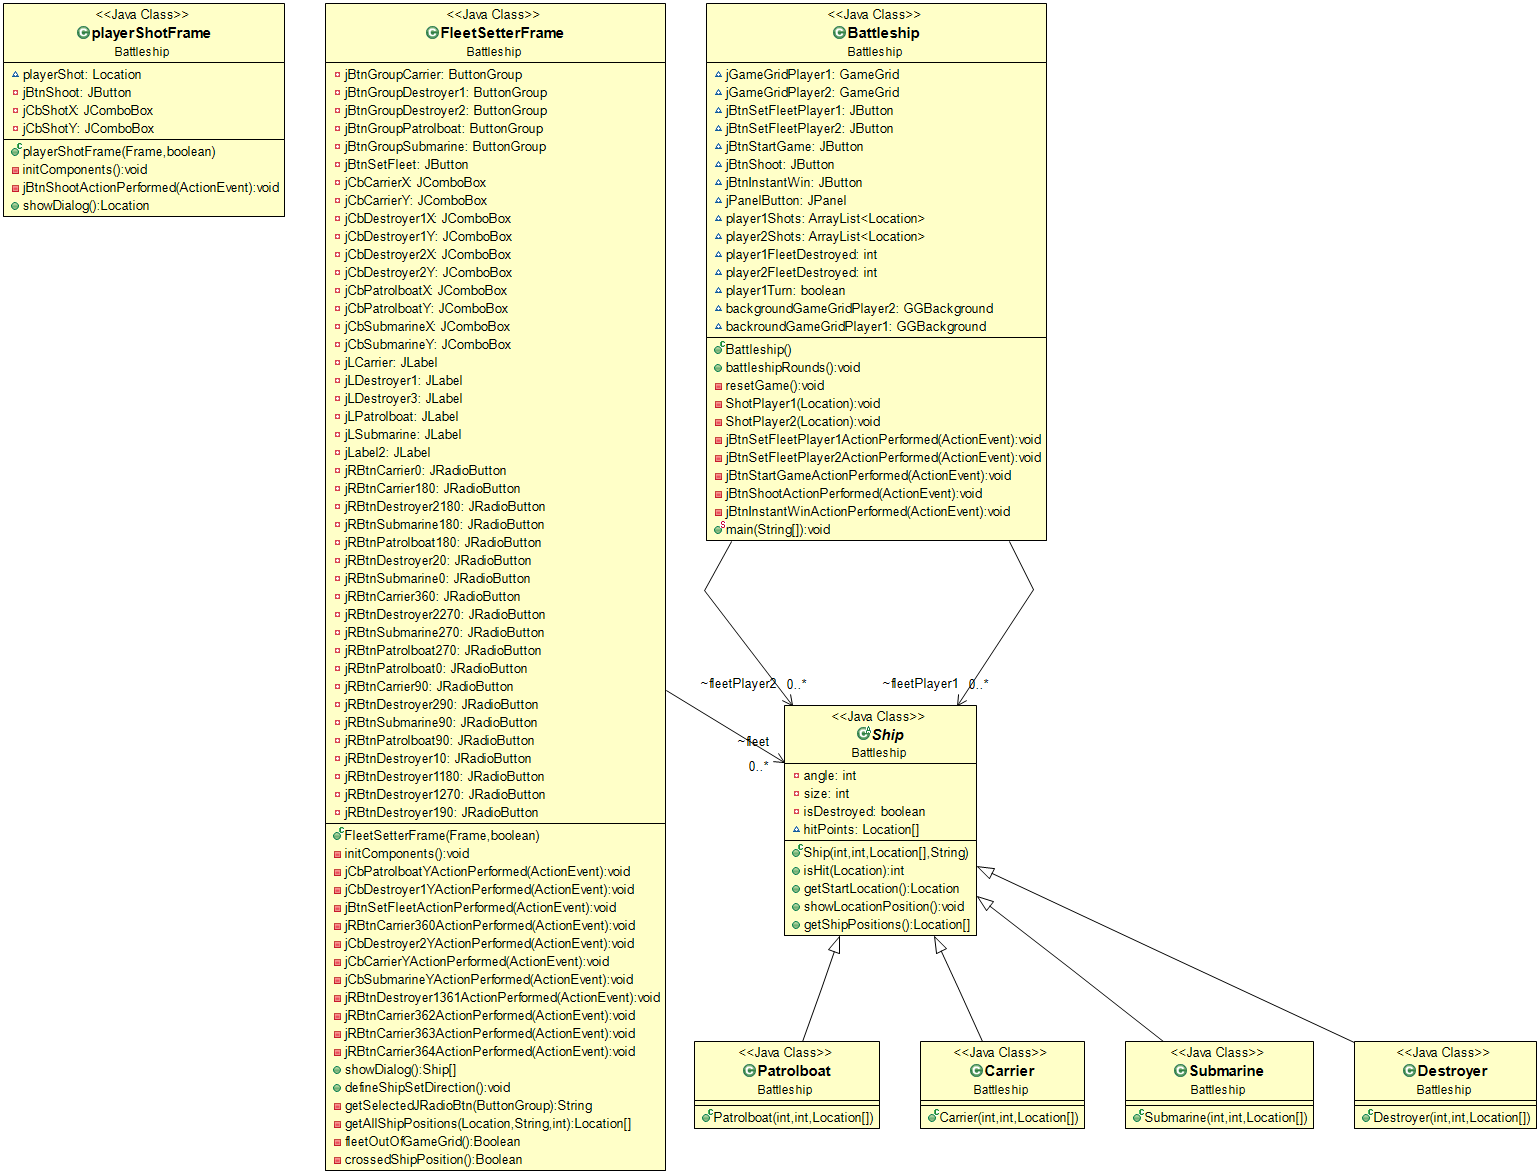 <<Java Class>>
playerShotFrame
Battleship
playerShot: Location
jBtnShoot: JButton
jCbShotX: JComboBox
jCbShotY: JComboBox
playerShotFrame(Frame,boolean)
initComponents():void
jBtnShootActionPerformed(ActionEvent):void
showDialog():Location
<<Java Class>>
FleetSetterFrame
Battleship
jBtnGroupCarrier: ButtonGroup
jBtnGroupDestroyer1: ButtonGroup
jBtnGroupDestroyer2: ButtonGroup
jBtnGroupPatrolboat: ButtonGroup
jBtnGroupSubmarine: ButtonGroup
jBtnSetFleet: JButton
jCbCarrierX: JComboBox
jCbCarrierY: JComboBox
jCbDestroyer1X: JComboBox
jCbDestroyer1Y: JComboBox
jCbDestroyer2X: JComboBox
jCbDestroyer2Y: JComboBox
jCbPatrolboatX: JComboBox
jCbPatrolboatY: JComboBox
jCbSubmarineX: JComboBox
jCbSubmarineY: JComboBox
jLCarrier: JLabel
jLDestroyer1: JLabel
jLDestroyer3: JLabel
jLPatrolboat: JLabel
jLSubmarine: JLabel
jLabel2: JLabel
jRBtnCarrier0: JRadioButton
jRBtnCarrier180: JRadioButton
jRBtnDestroyer2180: JRadioButton
jRBtnSubmarine180: JRadioButton
jRBtnPatrolboat180: JRadioButton
jRBtnDestroyer20: JRadioButton
jRBtnSubmarine0: JRadioButton
jRBtnCarrier360: JRadioButton
jRBtnDestroyer2270: JRadioButton
jRBtnSubmarine270: JRadioButton
jRBtnPatrolboat270: JRadioButton
jRBtnPatrolboat0: JRadioButton
jRBtnCarrier90: JRadioButton
jRBtnDestroyer290: JRadioButton
jRBtnSubmarine90: JRadioButton
jRBtnPatrolboat90: JRadioButton
jRBtnDestroyer10: JRadioButton
jRBtnDestroyer1180: JRadioButton
jRBtnDestroyer1270: JRadioButton
jRBtnDestroyer190: JRadioButton
FleetSetterFrame(Frame,boolean)
initComponents():void
jCbPatrolboatYActionPerformed(ActionEvent):void
jCbDestroyer1YActionPerformed(ActionEvent):void
jBtnSetFleetActionPerformed(ActionEvent):void
jRBtnCarrier360ActionPerformed(ActionEvent):void
jCbDestroyer2YActionPerformed(ActionEvent):void
jCbCarrierYActionPerformed(ActionEvent):void
jCbSubmarineYActionPerformed(ActionEvent):void
jRBtnDestroyer1361ActionPerformed(ActionEvent):void
jRBtnCarrier362ActionPerformed(ActionEvent):void
jRBtnCarrier363ActionPerformed(ActionEvent):void
jRBtnCarrier364ActionPerformed(ActionEvent):void
showDialog():Ship[]
defineShipSetDirection():void
getSelectedJRadioBtn(ButtonGroup):String
getAllShipPositions(Location,String,int):Location[]
fleetOutOfGameGrid():Boolean
crossedShipPosition():Boolean
<<Java Class>>
Battleship
Battleship
jGameGridPlayer1: GameGrid
jGameGridPlayer2: GameGrid
jBtnSetFleetPlayer1: JButton
jBtnSetFleetPlayer2: JButton
jBtnStartGame: JButton
jBtnShoot: JButton
jBtnInstantWin: JButton
jPanelButton: JPanel
player1Shots: ArrayList<Location>
player2Shots: ArrayList<Location>
player1FleetDestroyed: int
player2FleetDestroyed: int
player1Turn: boolean
backgroundGameGridPlayer2: GGBackground
backroundGameGridPlayer1: GGBackground
Battleship()
battleshipRounds():void
resetGame():void
ShotPlayer1(Location):void
ShotPlayer2(Location):void
jBtnSetFleetPlayer1ActionPerformed(ActionEvent):void
jBtnSetFleetPlayer2ActionPerformed(ActionEvent):void
jBtnStartGameActionPerformed(ActionEvent):void
jBtnShootActionPerformed(ActionEvent):void
jBtnInstantWinActionPerformed(ActionEvent):void
main(String[]):void
~fleetPlayer2 0..*
~fleetPlayer1 0..*
~fleet
0..*
<<Java Class>>
Ship
Battleship
angle: int
size: int
isDestroyed: boolean
hitPoints: Location[]
Ship(int,int,Location[],String)
isHit(Location):int
getStartLocation():Location
showLocationPosition():void
getShipPositions():Location[]
<<Java Class>>
Patrolboat
Battleship
Patrolboat(int,int,Location[])
<<Java Class>>
Carrier
Battleship
Carrier(int,int,Location[])
<<Java Class>>
Submarine
Battleship
Submarine(int,int,Location[])
<<Java Class>>
Destroyer
Battleship
Destroyer(int,int,Location[])